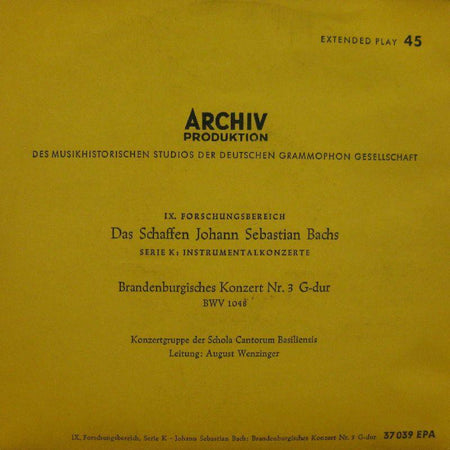 EXTENDED PLAY 45
ARCHIV
PRODUKTION
DES MUSIKHISTORISCHEN STUDIOS DER DEUTSCHEN GRAMMOPHON GESELLSCHAFT
IX. FORSCHUNGSBEREICH
Das Schaffen Johann Sebastian Bachs
SERIE K: INSTRUMENTALKONZERTE
Brandenburgisches Konzert Nr. 3 G-dur
BWV 1048
Konzertgruppe der Schola Cantorum Basiliensis
Leitung: August Wenzinger
IX. Forschungsbereich, Serie K - Johann Sebastian Bach: Brandenburgisches Konzert Nr. 3 G-dur 37039 EPA